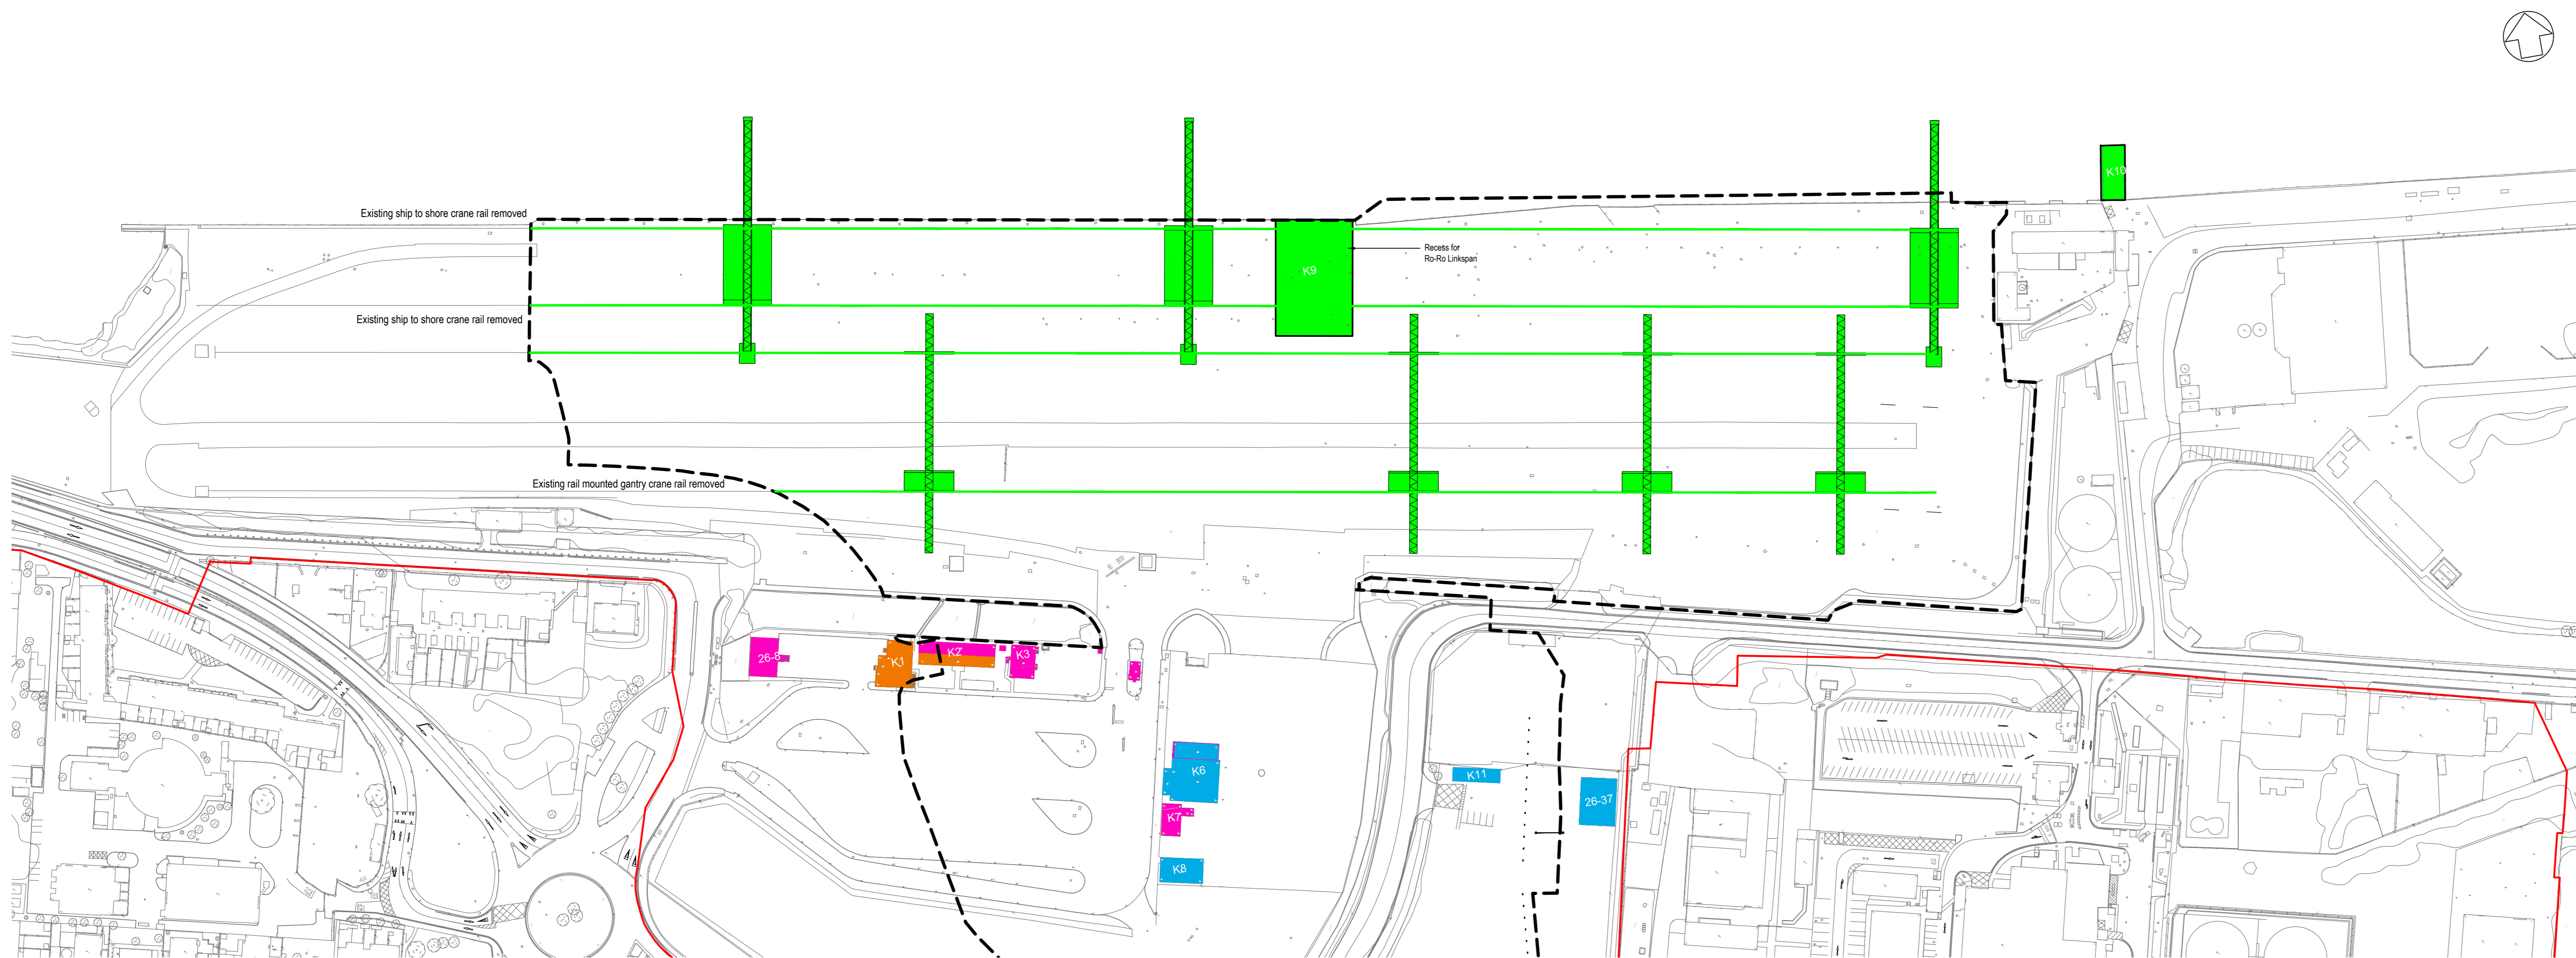 K10
Existing ship to shore crane rail removed
Recess for
Ro-Ro Linkspan
K9
Existing ship to shore crane rail removed
Existing rail mounted gantry crane rail removed
26-8
K1
K2
K3
K6
K11
26-37
K7
K8